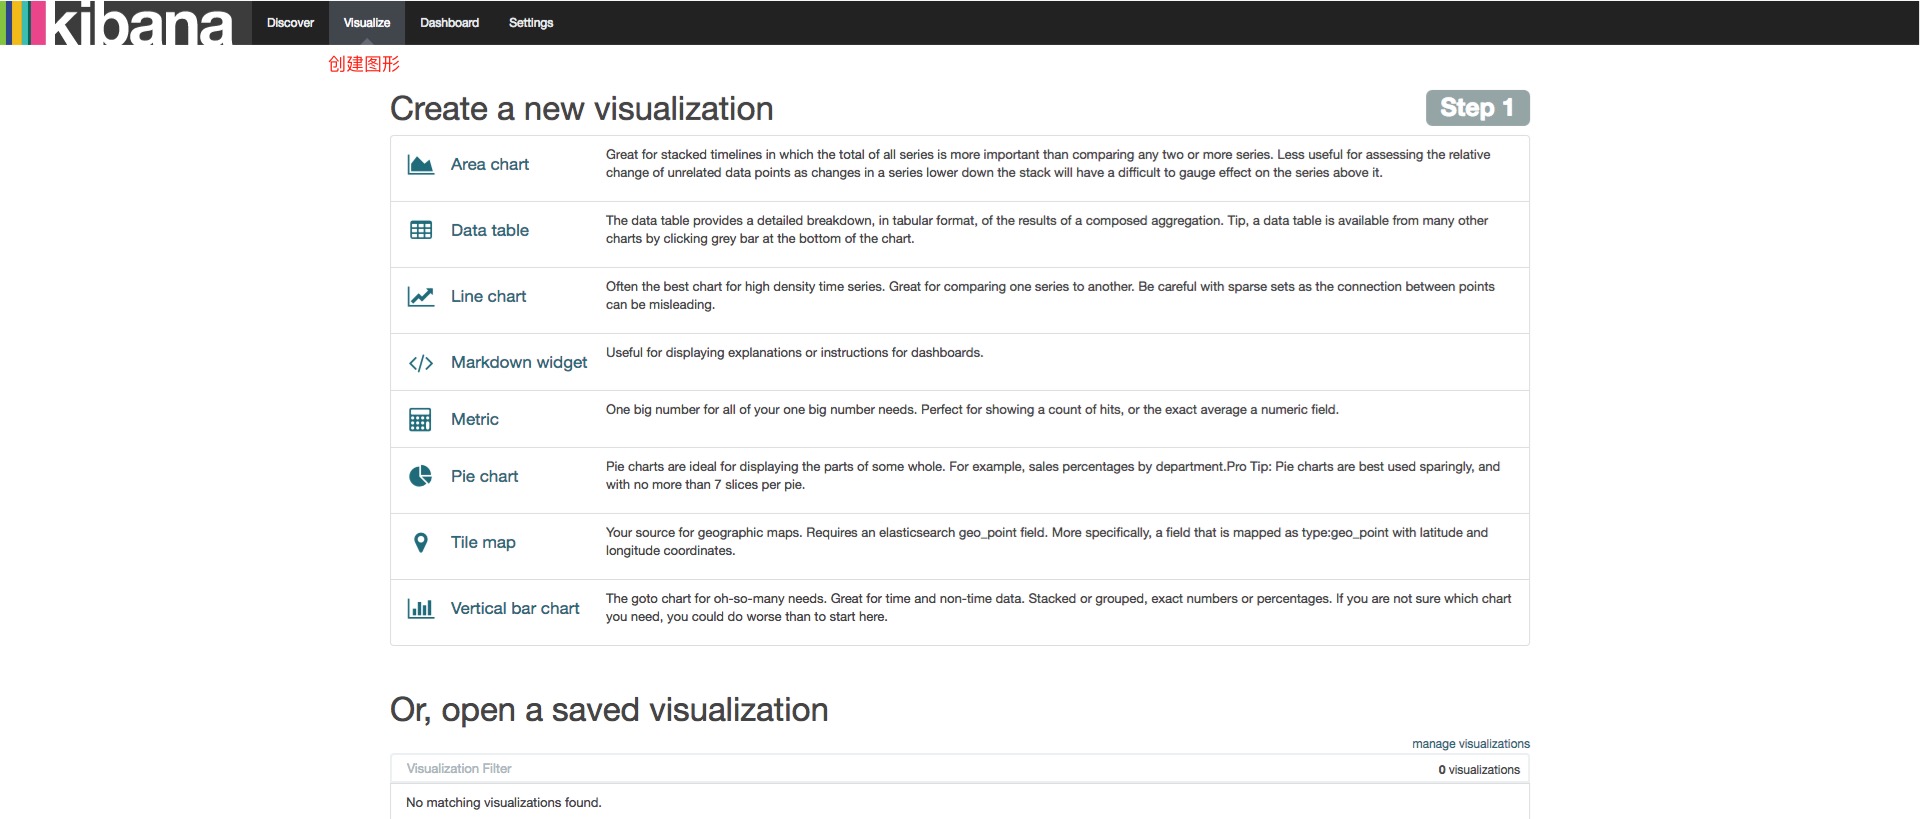 kibana
Discover
Visualize
Dashboard
Settings
创建图形
Create a new visualization
Step 1
Area chart
Great for stacked timelines in which the total of all series is more important than comparing any two or more series. Less useful for assessing the relative
change of unrelated data points as changes in a series lower down the stack will have a difficult to gauge effect on the series above it.
Data table
The data table provides a detailed breakdown, in tabular format, of the results of a composed aggregation. Tip, a data table is available from many other
charts by clicking grey bar at the bottom of the chart.
Line chart
Often the best chart for high density time series. Great for comparing one series to another. Be careful with sparse sets as the connection between points
can be misleading.
Markdown widget
Useful for displaying explanations or instructions for dashboards.
Metric
One big number for all of your one big number needs. Perfect for showing a count of hits, or the exact average a numeric field.
Pie chart
Pie charts are ideal for displaying the parts of some whole. For example, sales percentages by department.Pro Tip: Pie charts are best used sparingly, and
with no more than 7 slices per pie.
Tile map
Your source for geographic maps. Requires an elasticsearch geo_point field. More specifically, a field that is mapped as type:geo_point with latitude and
longitude coordinates.
Vertical bar chart
The goto chart for oh-so-many needs. Great for time and non-time data. Stacked or grouped, exact numbers or percentages. If you are not sure which chart
you need, you could do worse than to start here.
Or, open a saved visualization
manage visualizations
Visualization Filter
0 visualizations
No matching visualizations found.